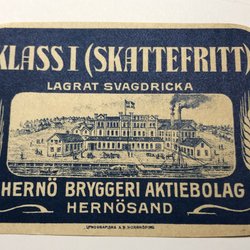 KLASS I (SKATTEFRITT)
LAGRAT SVAGDRICKA
HERNÖ BRYGGERI AKTIEBOLAG
HERNÖSAND